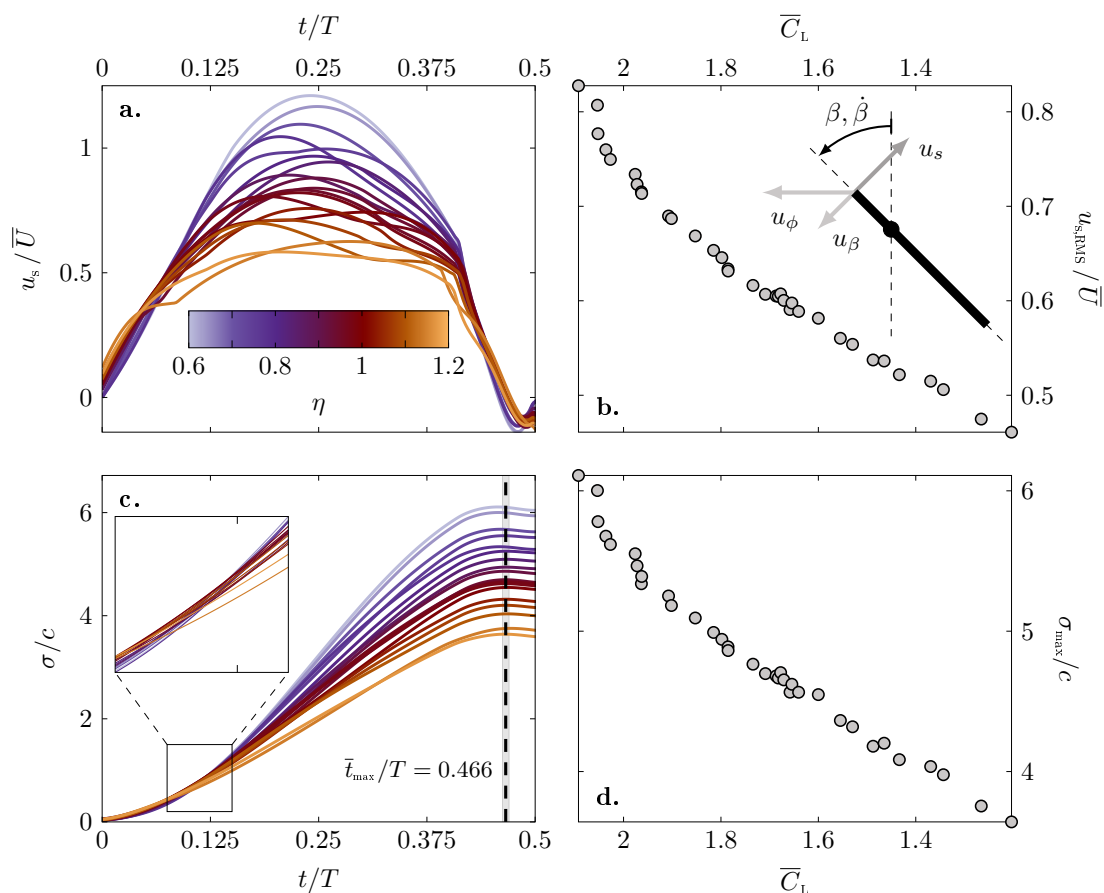 t/T
0 0.125 0.25 0.375 0.5
a.
1
0.5
0
u_s/U̅
0.6 0.8 1 1.2
η
C̅_L
2 1.8 1.6 1.4
0.8
0.7
0.6
0.5
u_s,RMS/U̅
β, β̇
u_s
u_ϕ
u_β
b.
c.
6
4
2
0
σ/c
t̅_max/T = 0.466
0 0.125 0.25 0.375 0.5
t/T
6
5
4
σ_max/c
d.
2 1.8 1.6 1.4
C̅_L